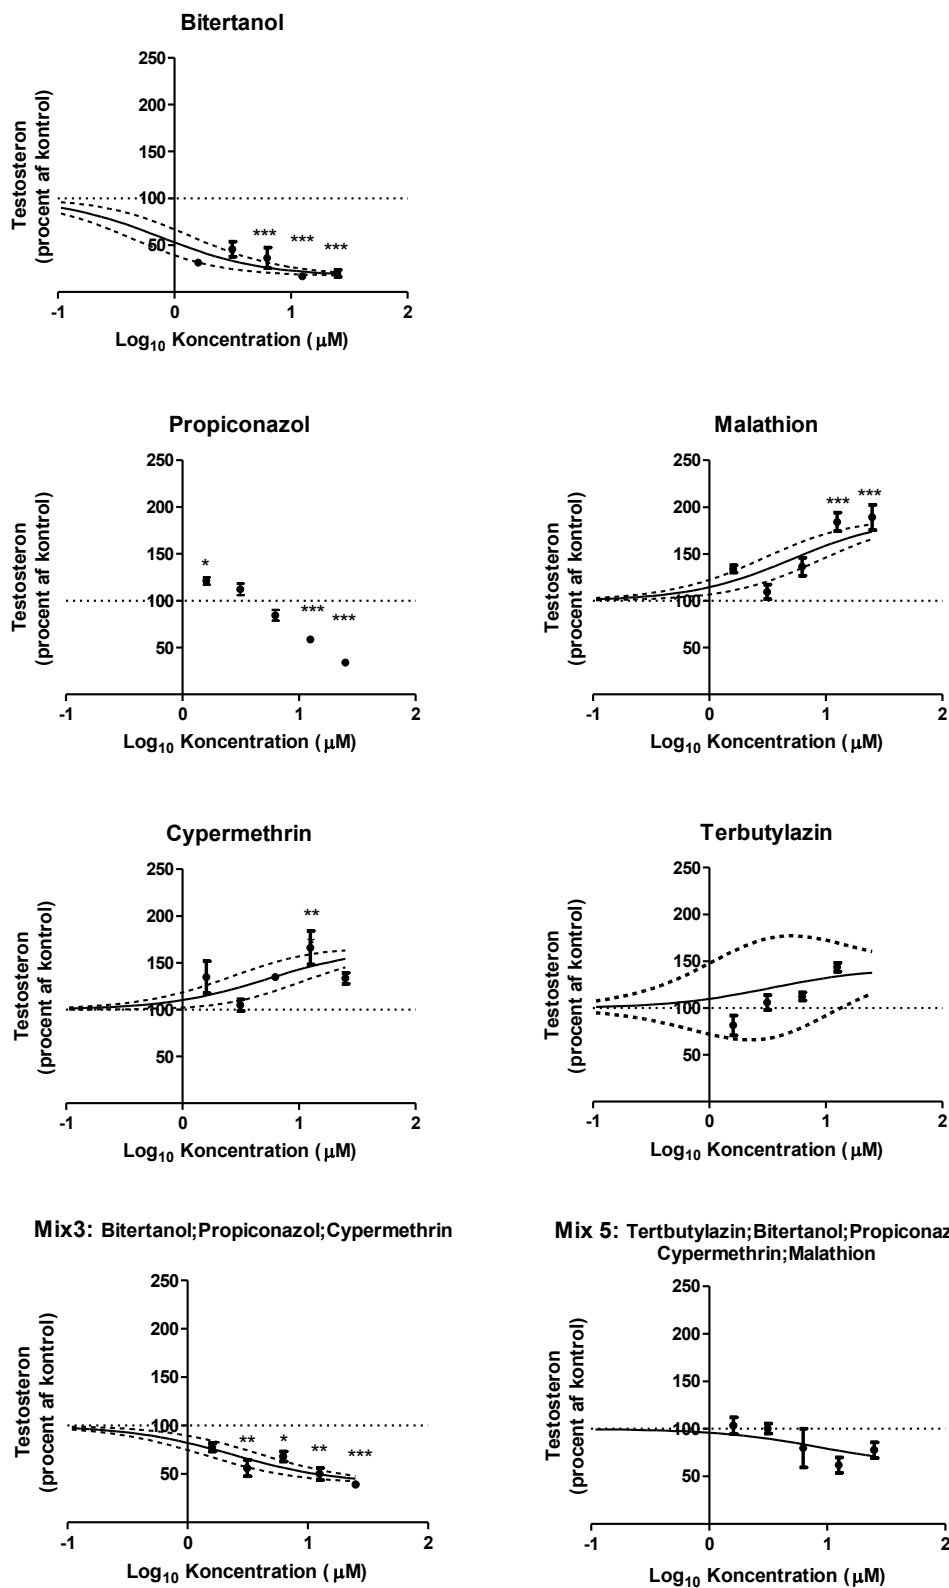 Bitertanol
250
200
150
100
50
-1 0 1 2
Testosteron
(procent af kontrol)
*** *** ***
Log10 Koncentration ( μM)
Propiconazol
250
200
150
100
50
-1 0 1 2
Testosteron
(procent af kontrol)
*
*** ***
Log10 Koncentration ( μM)
Malathion
250
200
150
100
50
-1 0 1 2
Testosteron
(procent af kontrol)
*** ***
Log10 Koncentration ( μM)
Cypermethrin
250
200
150
100
50
-1 0 1 2
Testosteron
(procent af kontrol)
**
*
Log10 Koncentration ( μM)
Terbutylazin
250
200
150
100
50
-1 0 1 2
Testosteron
(procent af kontrol)
Log10 Koncentration ( μM)
Mix3: Bitertanol;Propiconazol;Cypermethrin
250
200
150
100
50
-1 0 1 2
Testosteron
(procent af kontrol)
** * ** ***
Log10 Koncentration ( μM)
Mix 5: Tertbutylazin;Bitertanol;Propiconaz
Cypermethrin;Malathion
250
200
150
100
50
-1 0 1 2
Testosteron
(procent af kontrol)
Log10 Koncentration ( μM)